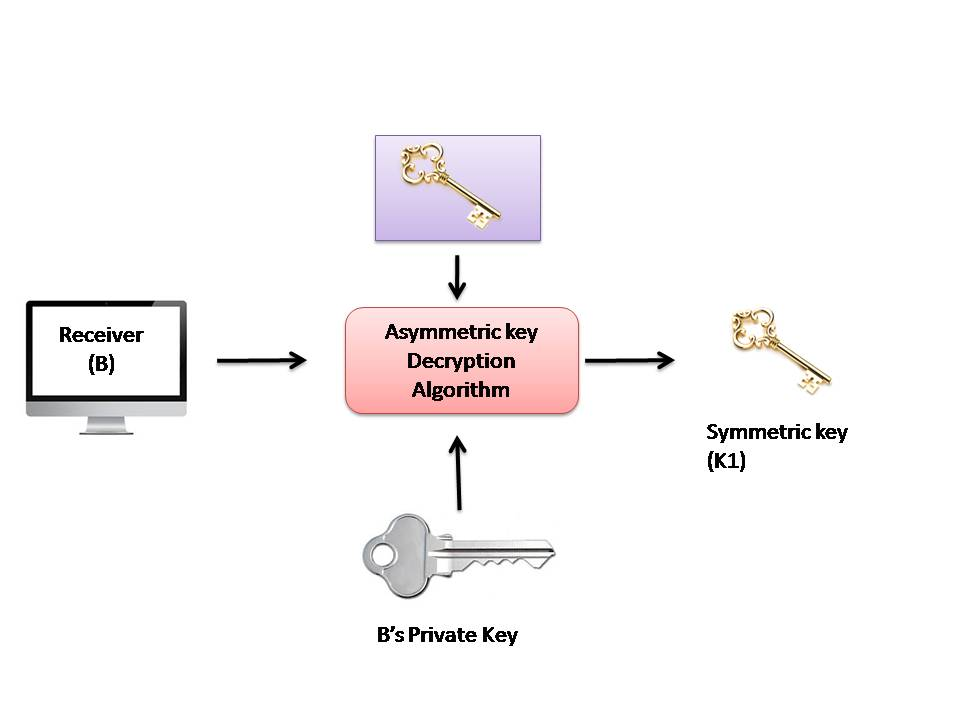 Receiver
(B)
Asymmetric key
Decryption
Algorithm
Symmetric key
(K1)
B’s Private Key